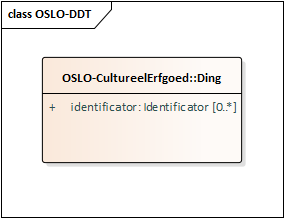 class OSLO-DDT
OSLO-CultureelErfgoed::Ding
+ identificator: Identificator [0..*]